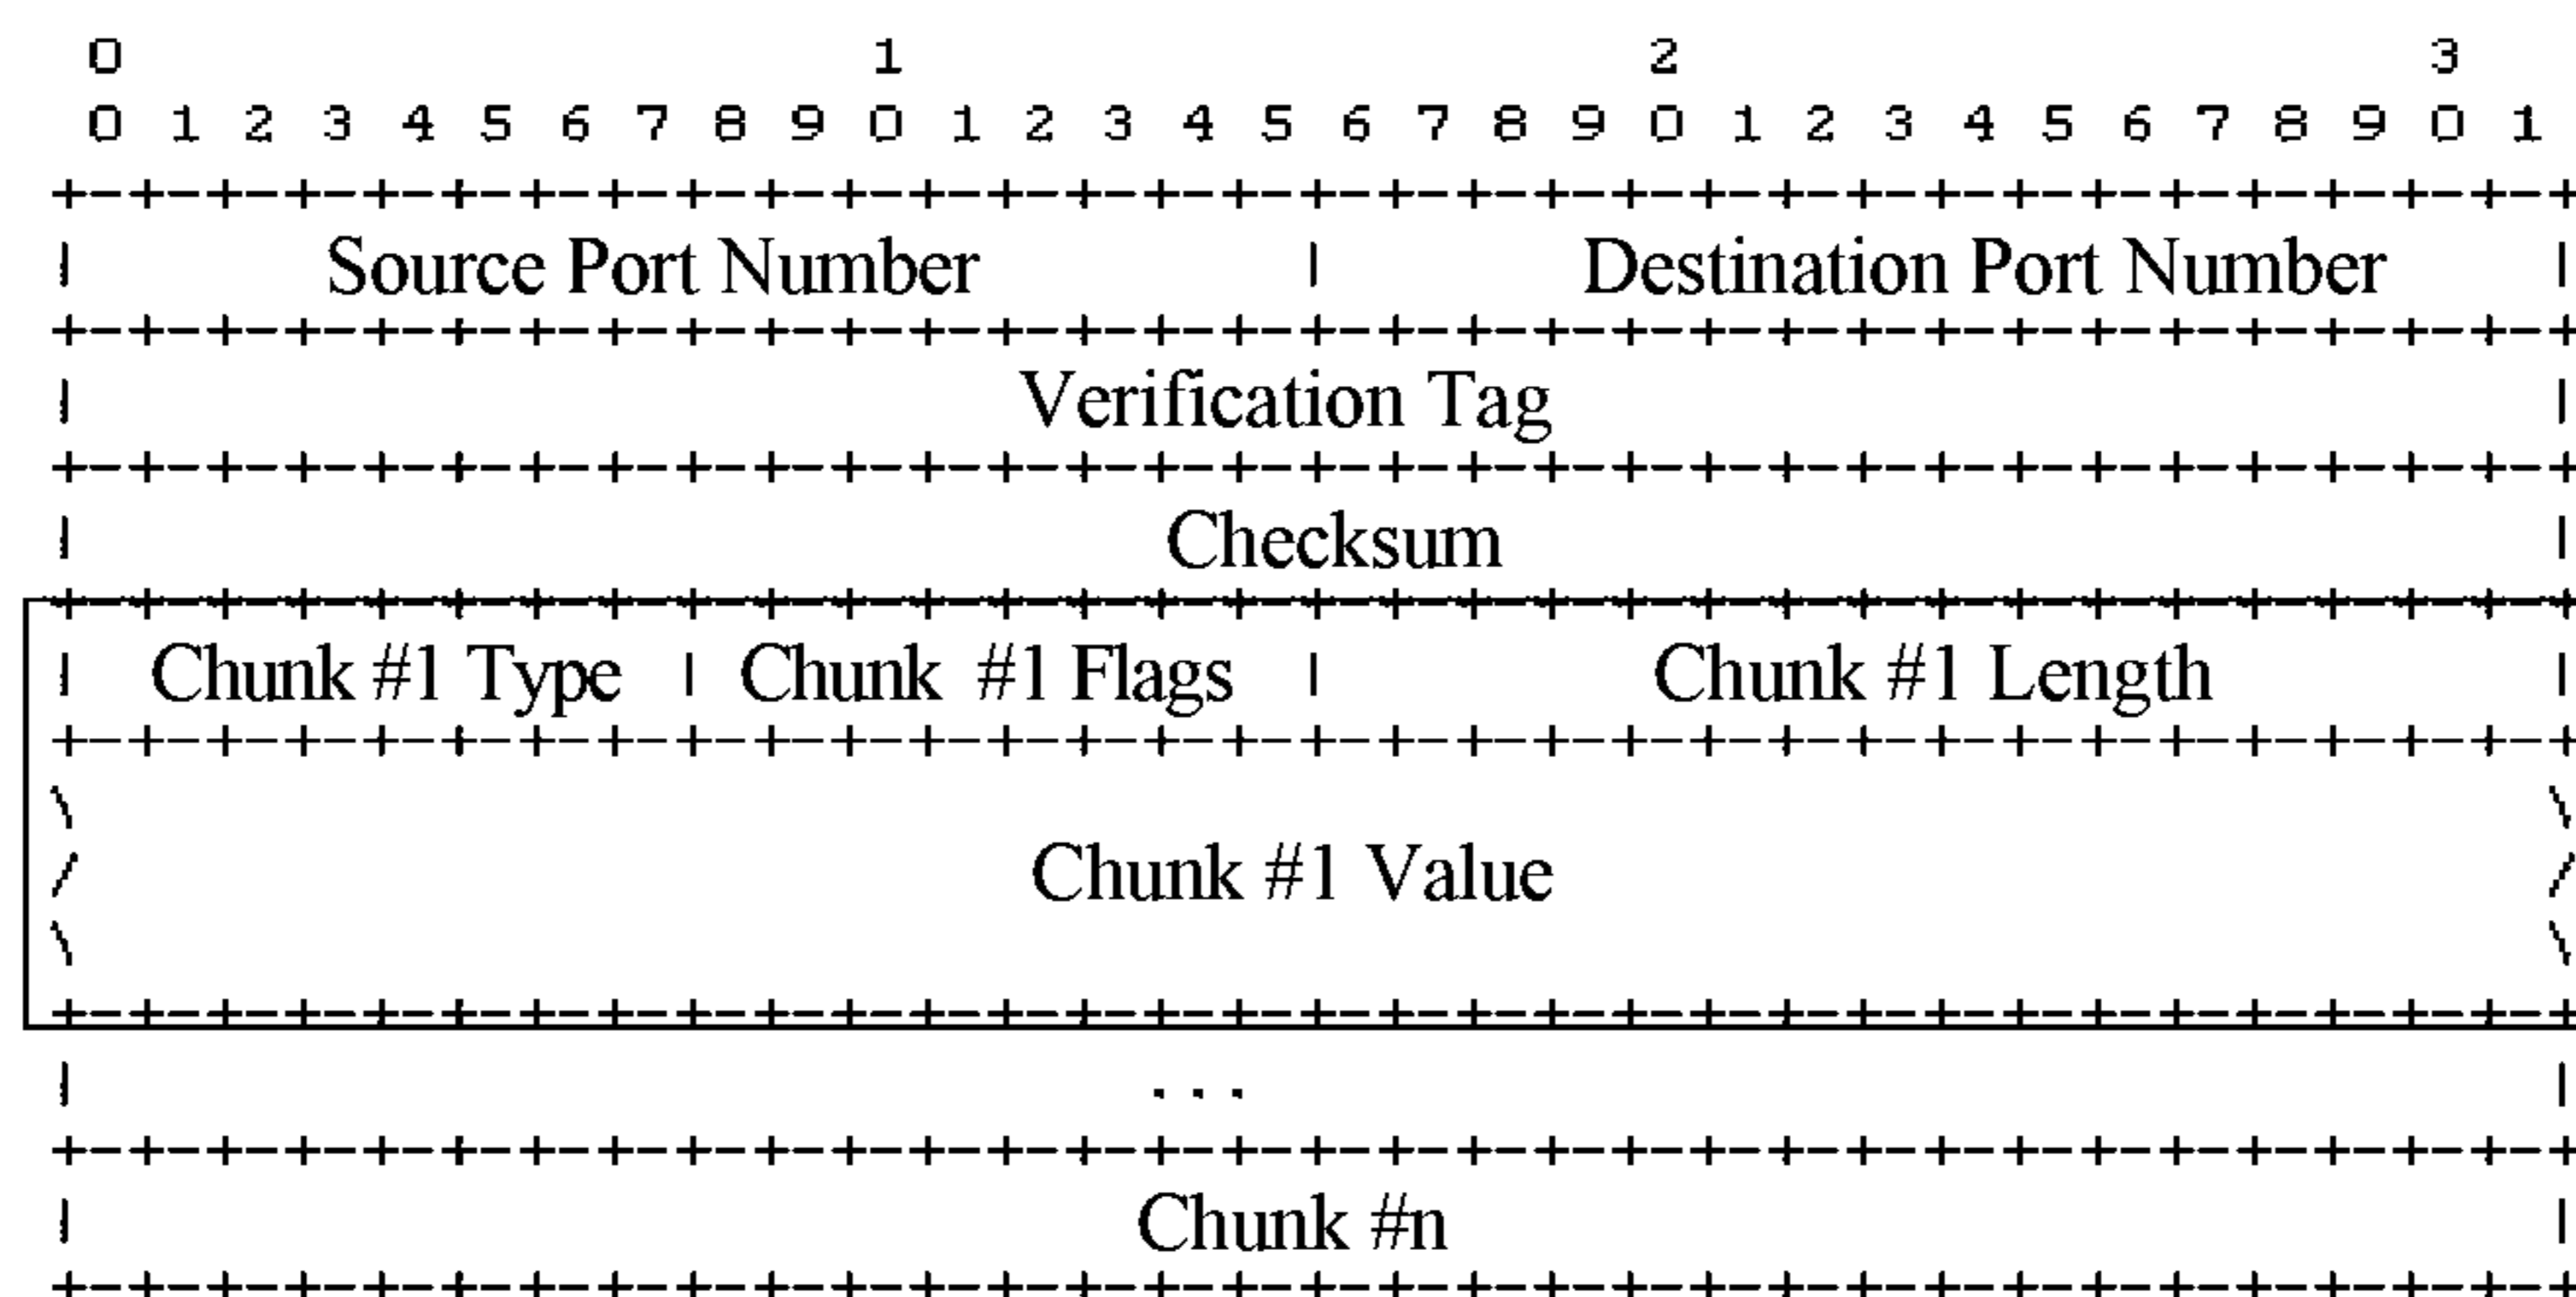 0 1 2 3
0 1 2 3 4 5 6 7 8 9 0 1 2 3 4 5 6 7 8 9 0 1 2 3 4 5 6 7 8 9 0 1
+-+-+-+-+-+-+-+-+-+-+-+-+-+-+-+-+-+-+-+-+-+-+-+-+-+-+-+-+-+-+-+-+
| Source Port Number | Destination Port Number |
+-+-+-+-+-+-+-+-+-+-+-+-+-+-+-+-+-+-+-+-+-+-+-+-+-+-+-+-+-+-+-+-+
| Verification Tag |
+-+-+-+-+-+-+-+-+-+-+-+-+-+-+-+-+-+-+-+-+-+-+-+-+-+-+-+-+-+-+-+-+
| Checksum |
+-+-+-+-+-+-+-+-+-+-+-+-+-+-+-+-+-+-+-+-+-+-+-+-+-+-+-+-+-+-+-+-+
| Chunk #1 Type | Chunk #1 Flags | Chunk #1 Length |
+-+-+-+-+-+-+-+-+-+-+-+-+-+-+-+-+-+-+-+-+-+-+-+-+-+-+-+-+-+-+-+-+
\ \
/ Chunk #1 Value /
\ \
+-+-+-+-+-+-+-+-+-+-+-+-+-+-+-+-+-+-+-+-+-+-+-+-+-+-+-+-+-+-+-+-+
| ... |
+-+-+-+-+-+-+-+-+-+-+-+-+-+-+-+-+-+-+-+-+-+-+-+-+-+-+-+-+-+-+-+-+
| Chunk #n |
+-+-+-+-+-+-+-+-+-+-+-+-+-+-+-+-+-+-+-+-+-+-+-+-+-+-+-+-+-+-+-+-+